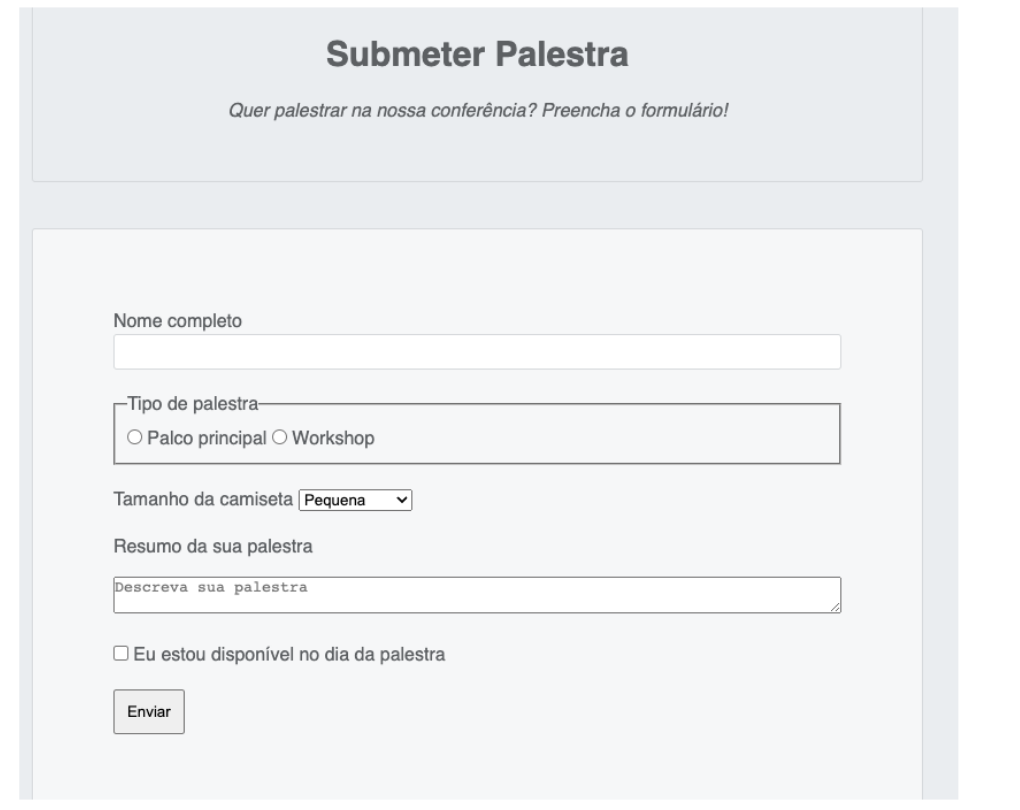 Submeter Palestra
Quer palestrar na nossa conferência? Preencha o formulário!
Nome completo
Tipo de palestra
Palco principal Workshop
Tamanho da camiseta Pequena
Resumo da sua palestra
Descreva sua palestra
Eu estou disponível no dia da palestra
Enviar